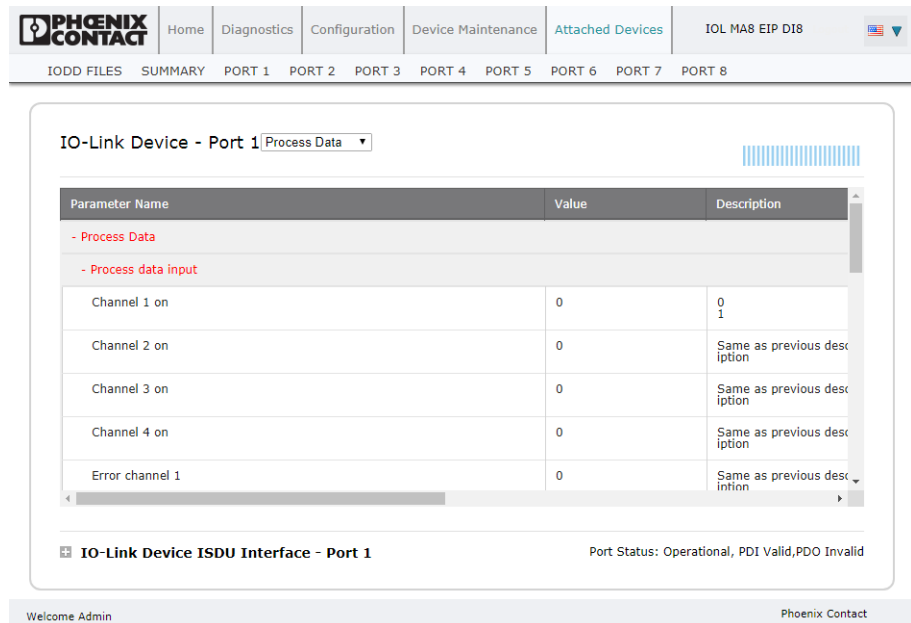 PHŒNIX
CONTACT
Home Diagnostics Configuration Device Maintenance Attached Devices IOL MA8 EIP DI8
IODD FILES SUMMARY PORT 1 PORT 2 PORT 3 PORT 4 PORT 5 PORT 6 PORT 7 PORT 8
IO-Link Device - Port 1 Process Data
Parameter Name Value Description
- Process Data
- Process data input
Channel 1 on 0 0
1
Channel 2 on 0 Same as previous desc
iption
Channel 3 on 0 Same as previous desc
iption
Channel 4 on 0 Same as previous desc
iption
Error channel 1 0 Same as previous desc
iption
IO-Link Device ISDU Interface - Port 1 Port Status: Operational, PDI Valid,PDO Invalid
Welcome Admin Phoenix Contact